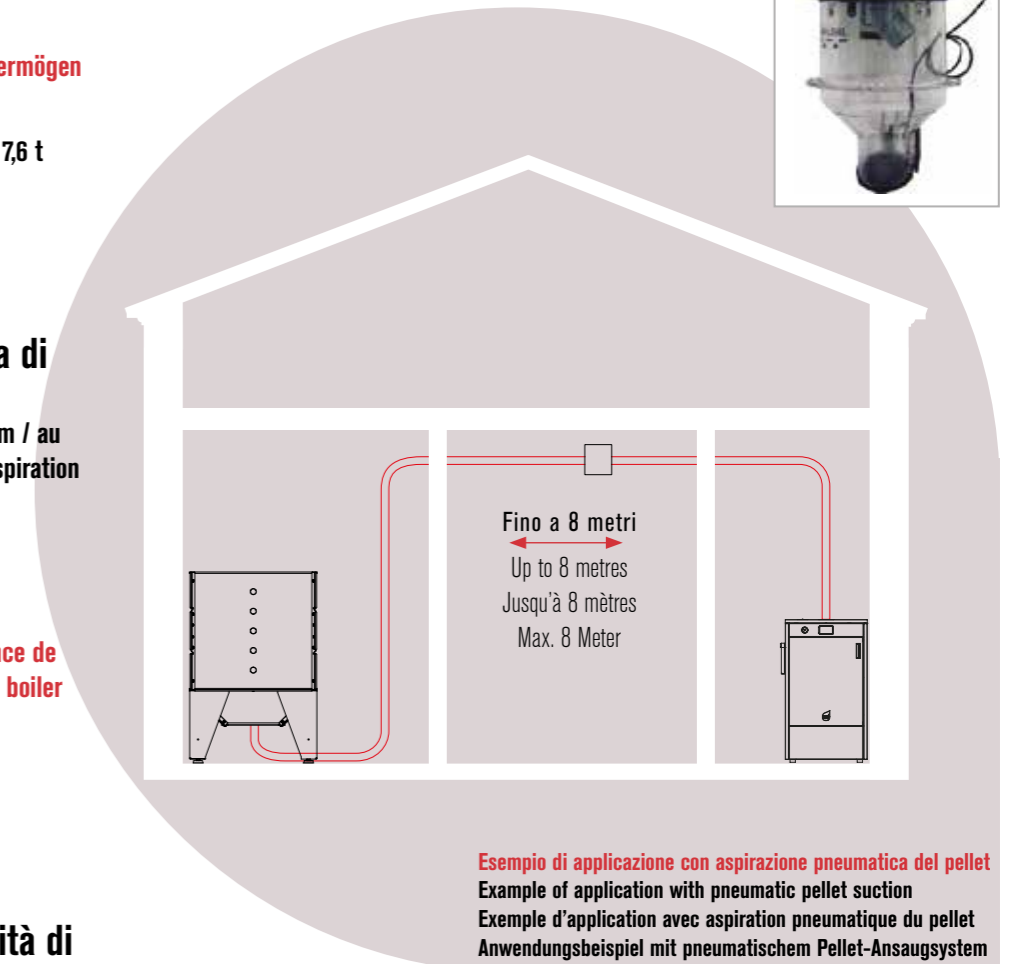 ermögen
7,6 t
a di
m / au
spiration
nce de
boiler
ità di
Fino a 8 metri
Up to 8 metres
Jusqu'à 8 mètres
Max. 8 Meter
Esempio di applicazione con aspirazione pneumatica del pellet
Example of application with pneumatic pellet suction
Exemple d'application avec aspiration pneumatique du pellet
Anwendungsbeispiel mit pneumatischem Pellet-Ansaugsystem